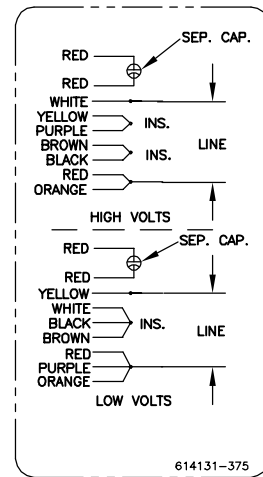 SEP. CAP.
RED
RED
WHITE
YELLOW
PURPLE
INS.
BROWN
BLACK
INS.
LINE
RED
ORANGE
HIGH VOLTS
SEP. CAP.
RED
RED
YELLOW
WHITE
BLACK
BROWN
INS.
LINE
RED
PURPLE
ORANGE
LOW VOLTS
614131-375